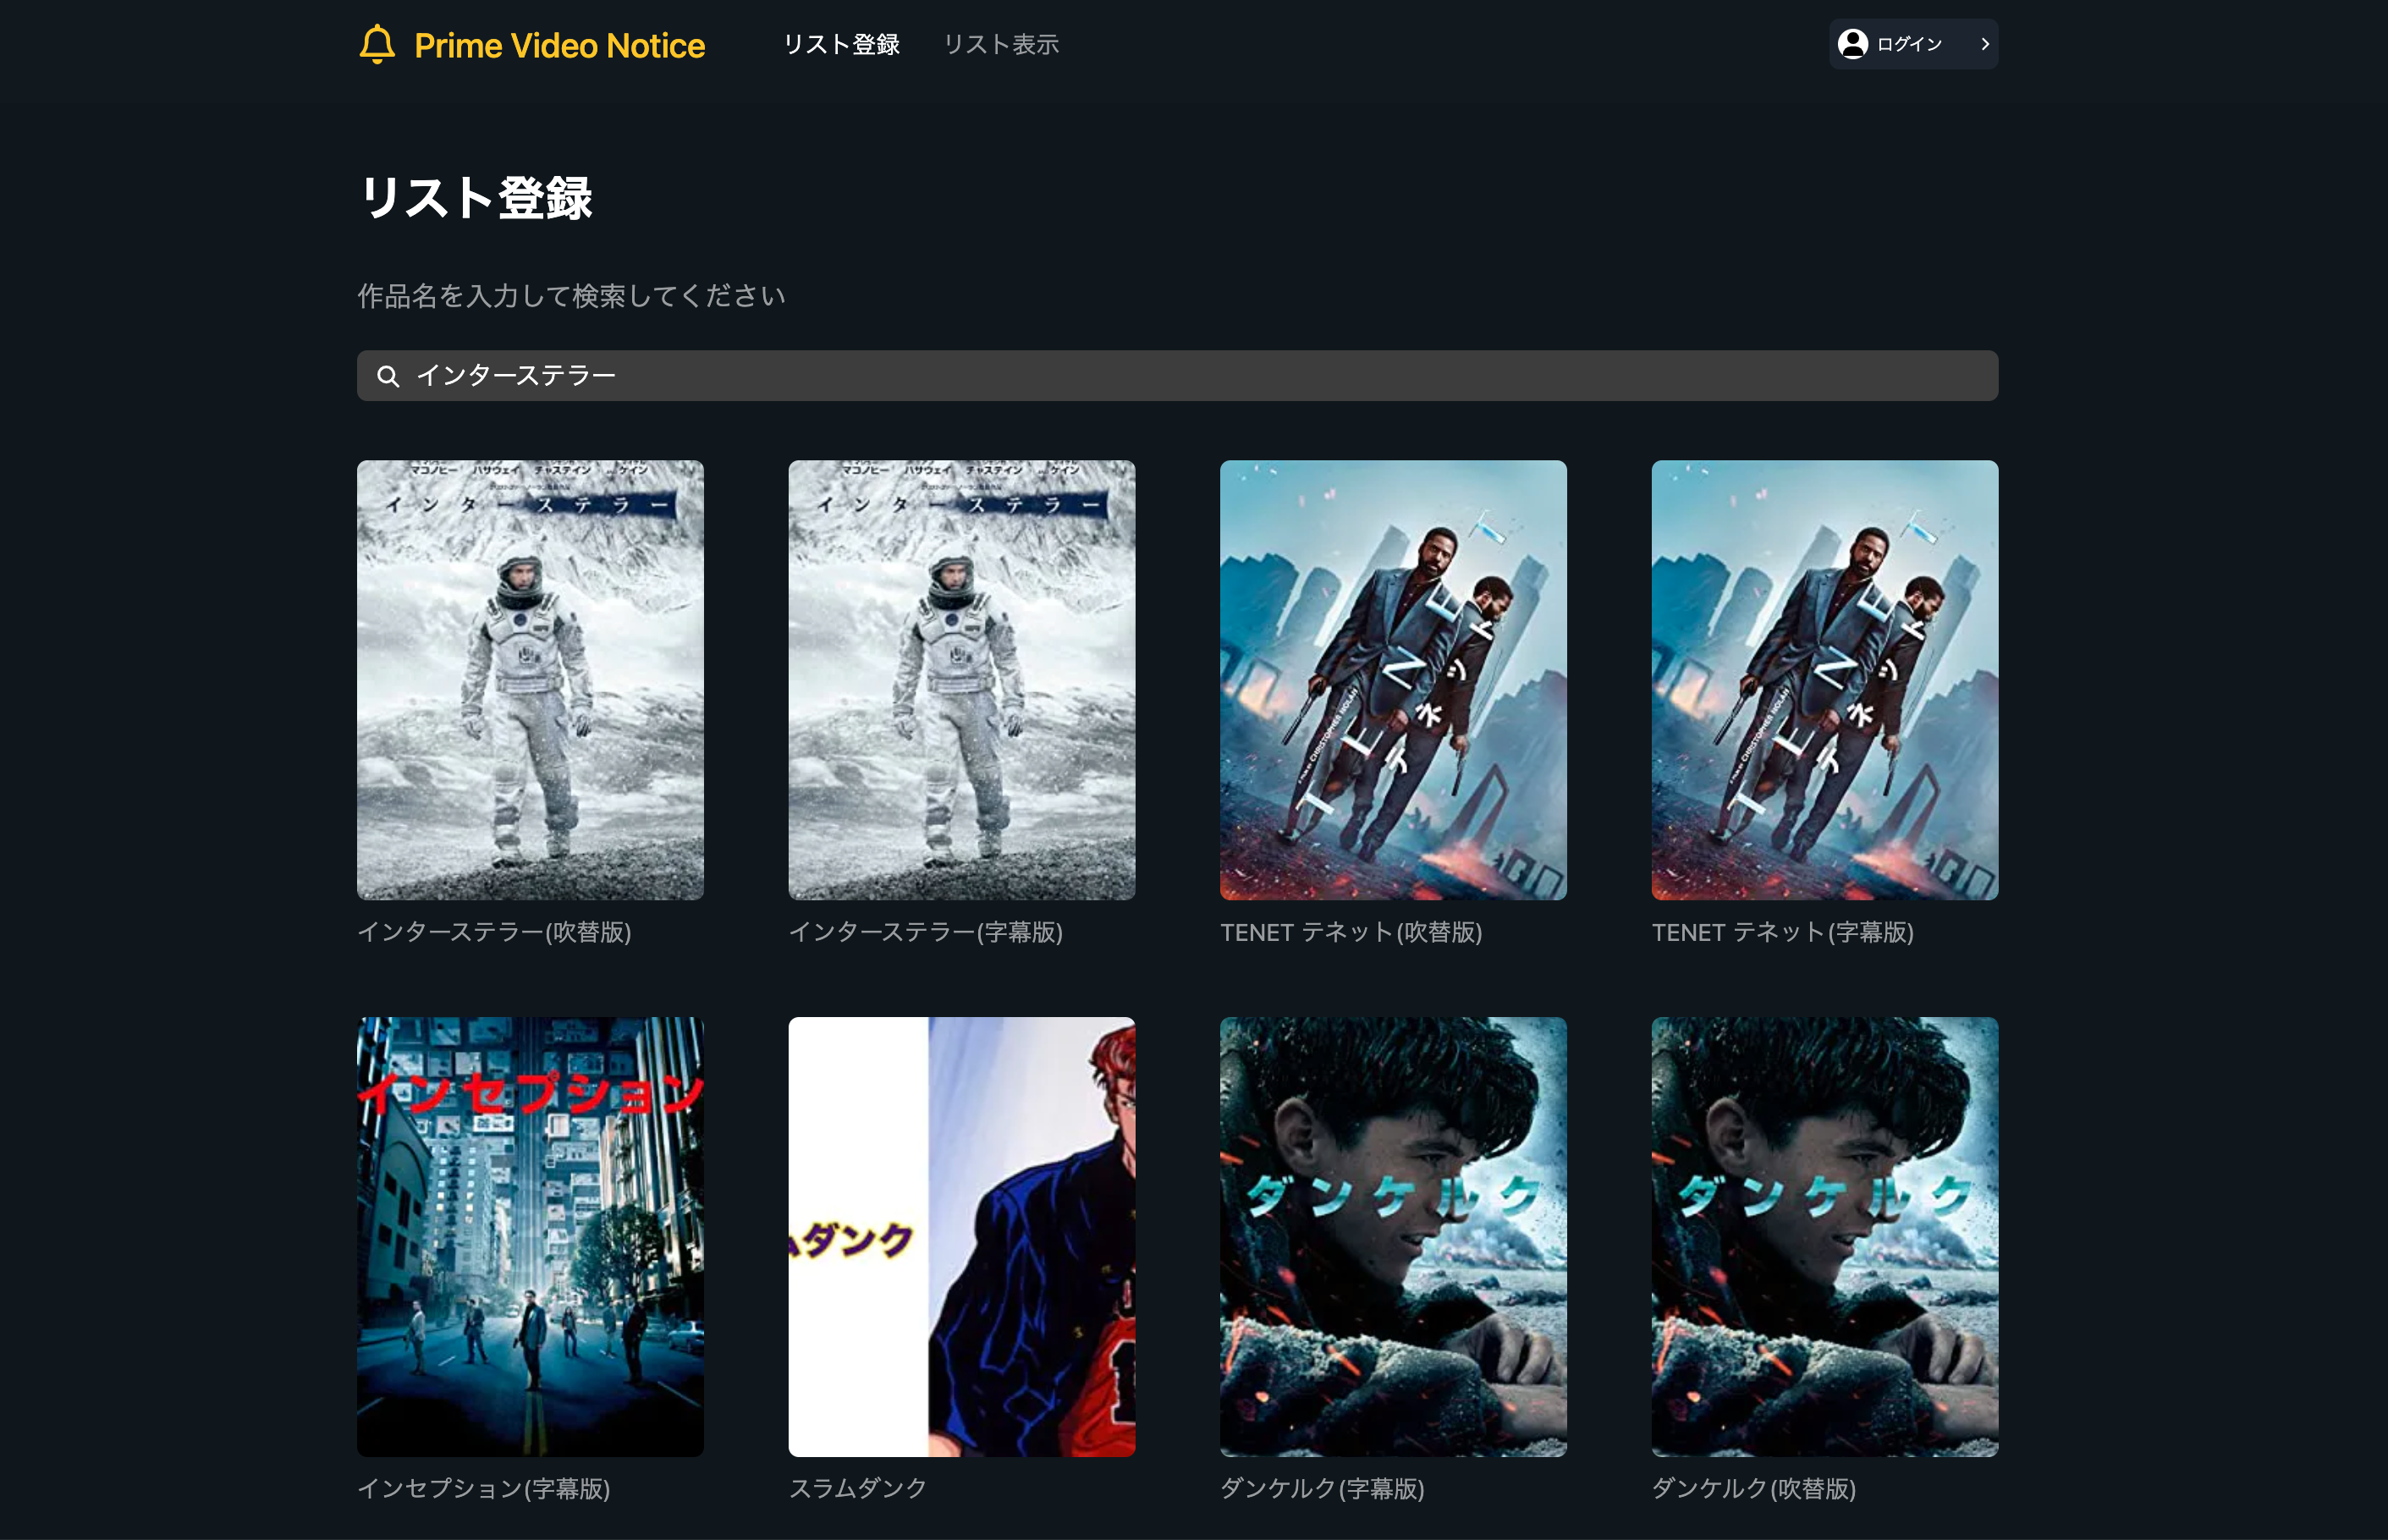 Prime Video Notice
リスト登録
リスト表示
ログイン
リスト登録
作品名を入力して検索してください
インターステラー
マコノヒー ハサウェイ チャステイン ケイン
インターステラー
マコノヒー ハサウェイ チャステイン ケイン
インターステラー
TENET
テネット
CHRISTOPHER NOLAN
TENET
テネット
CHRISTOPHER NOLAN
インターステラー(吹替版)
インターステラー(字幕版)
TENET テネット(吹替版)
TENET テネット(字幕版)
インセプション
ムダンク
ダンケルク
ダンケルク
インセプション(字幕版)
スラムダンク
ダンケルク(字幕版)
ダンケルク(吹替版)